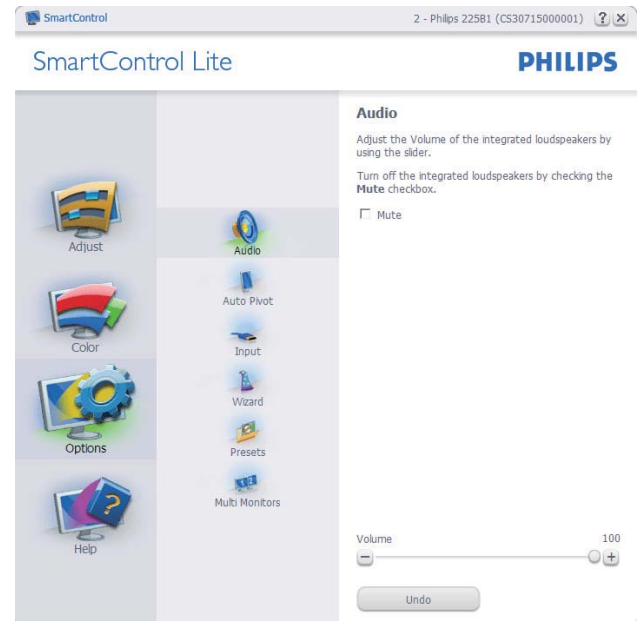 SmartControl
2 - Philips 225B1 (CS30715000001)
?
SmartControl Lite
PHILIPS
Adjust
Color
Options
Help
Audio
Auto Pivot
Input
Wizard
Presets
1 2
Multi Monitors
Audio
Adjust the Volume of the integrated loudspeakers by
using the slider.
Turn off the integrated loudspeakers by checking the
Mute checkbox.
Mute
Volume 100
Undo